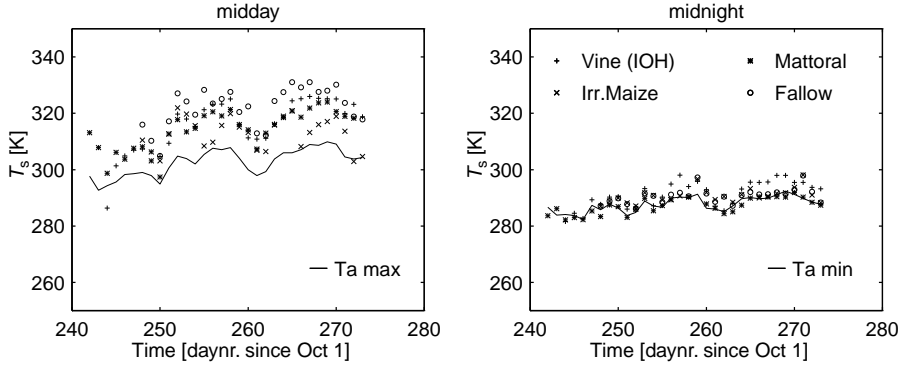 midday
340
320
300
280
260
T_s [K]
240
250
260
270
280
Time [daynr. since Oct 1]
Ta max
midnight
340
320
300
280
260
T_s [K]
240
250
260
270
280
Time [daynr. since Oct 1]
Vine (IOH)
Mattoral
Irr.Maize
Fallow
Ta min